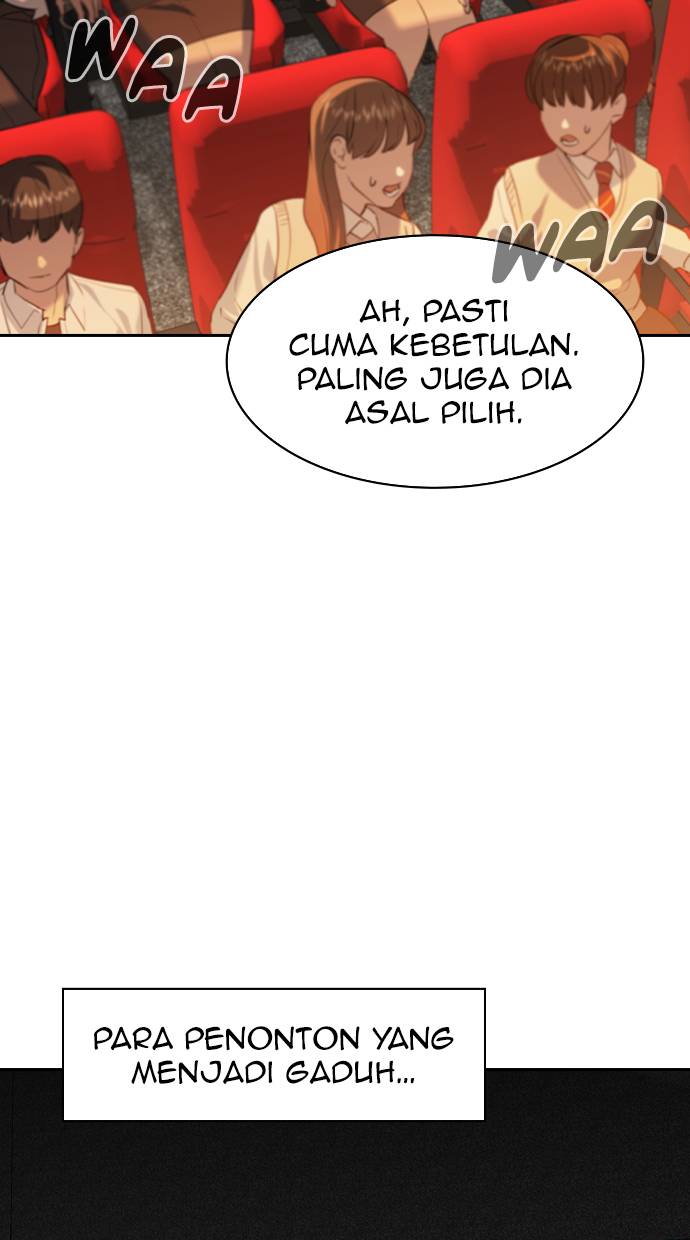 WAA
WAA
AH, PASTI
CUMA KEBETULAN.
PALING JUGA DIA
ASAL PILIH.
PARA PENONTON YANG
MENJADI GADUH...